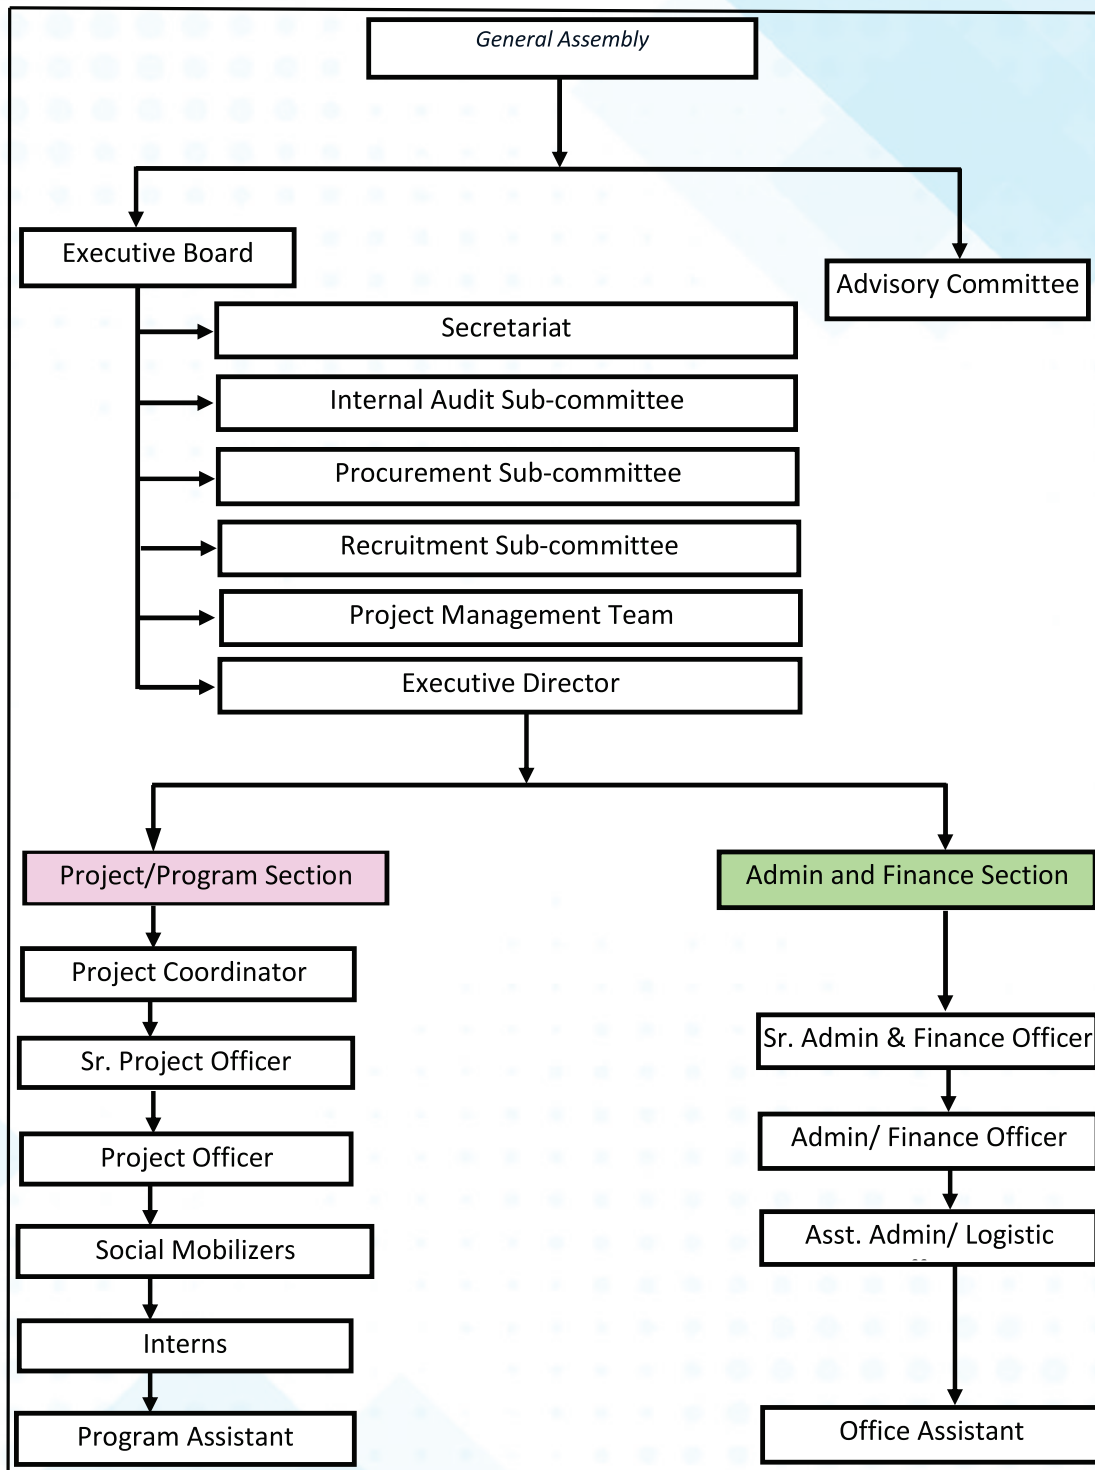 General Assembly
Executive Board
Advisory Committee
Secretariat
Internal Audit Sub-committee
Procurement Sub-committee
Recruitment Sub-committee
Project Management Team
Executive Director
Project/Program Section
Admin and Finance Section
Project Coordinator
Sr. Admin & Finance Officer
Sr. Project Officer
Admin/ Finance Officer
Project Officer
Asst. Admin/ Logistic
Social Mobilizers
Interns
Program Assistant
Office Assistant